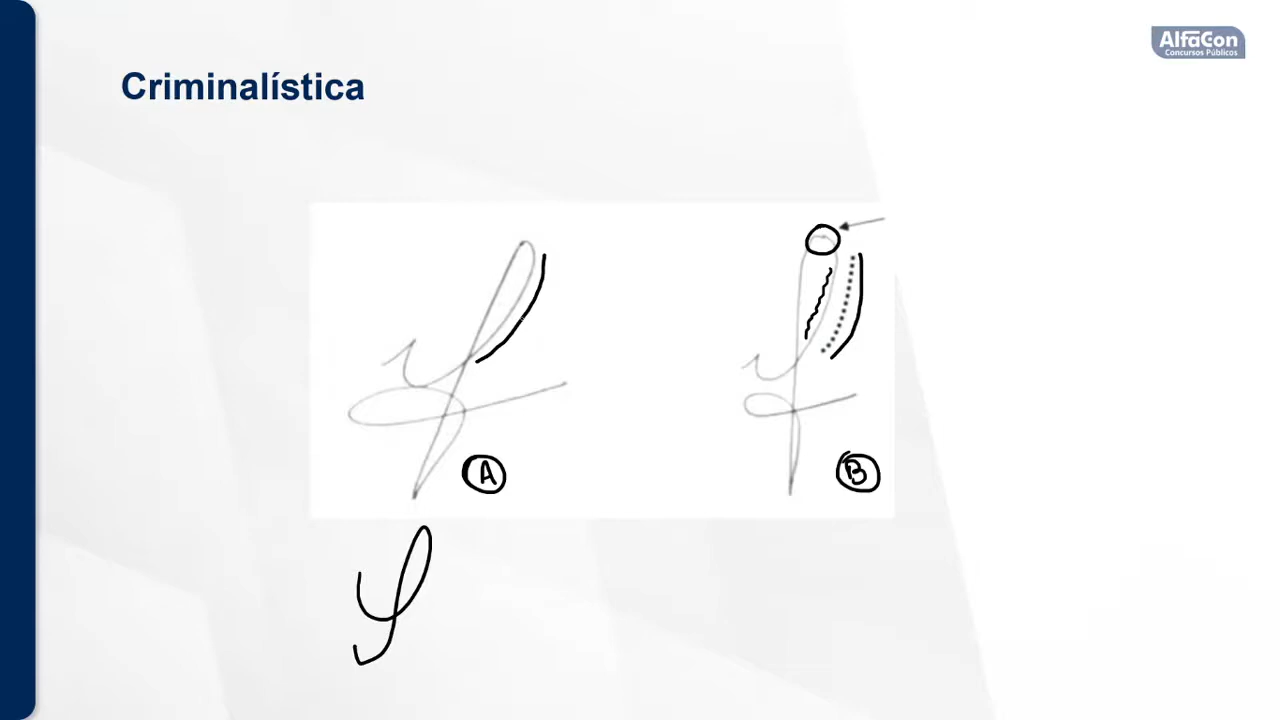 AlfaCon
Concursos Públicos
Criminalística
A
B